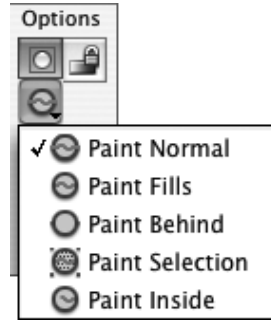 Options
Paint Normal
Paint Fills
Paint Behind
Paint Selection
Paint Inside